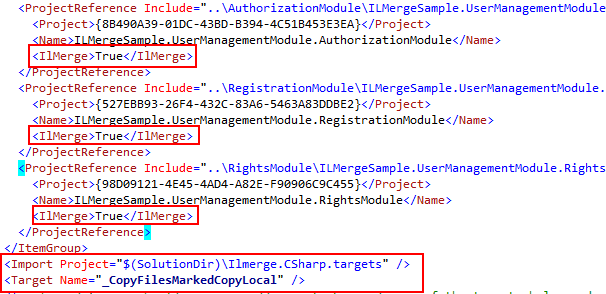 <ProjectReference Include="..\AuthorizationModule\ILMergeSample.UserManagementModule.
<Project>{8B490A39-01DC-43BD-B394-4C51B453E3EA}</Project>
<Name>ILMergeSample.UserManagementModule.AuthorizationModule</Name>
<IlMerge>True</IlMerge>
</ProjectReference>
<ProjectReference Include="..\RegistrationModule\ILMergeSample.UserManagementModule.
<Project>{527EBB93-26F4-432C-83A6-5463A83DDBE2}</Project>
<Name>ILMergeSample.UserManagementModule.RegistrationModule</Name>
<IlMerge>True</IlMerge>
</ProjectReference>
<ProjectReference Include="..\RightsModule\ILMergeSample.UserManagementModule.Rights
<Project>{98D09121-4E45-4AD4-A82E-F90906C9C455}</Project>
<Name>ILMergeSample.UserManagementModule.RightsModule</Name>
<IlMerge>True</IlMerge>
</ProjectReference>
</ItemGroup>
<Import Project="$(SolutionDir)\Ilmerge.CSharp.targets" />
<Target Name="_CopyFilesMarkedCopyLocal" />